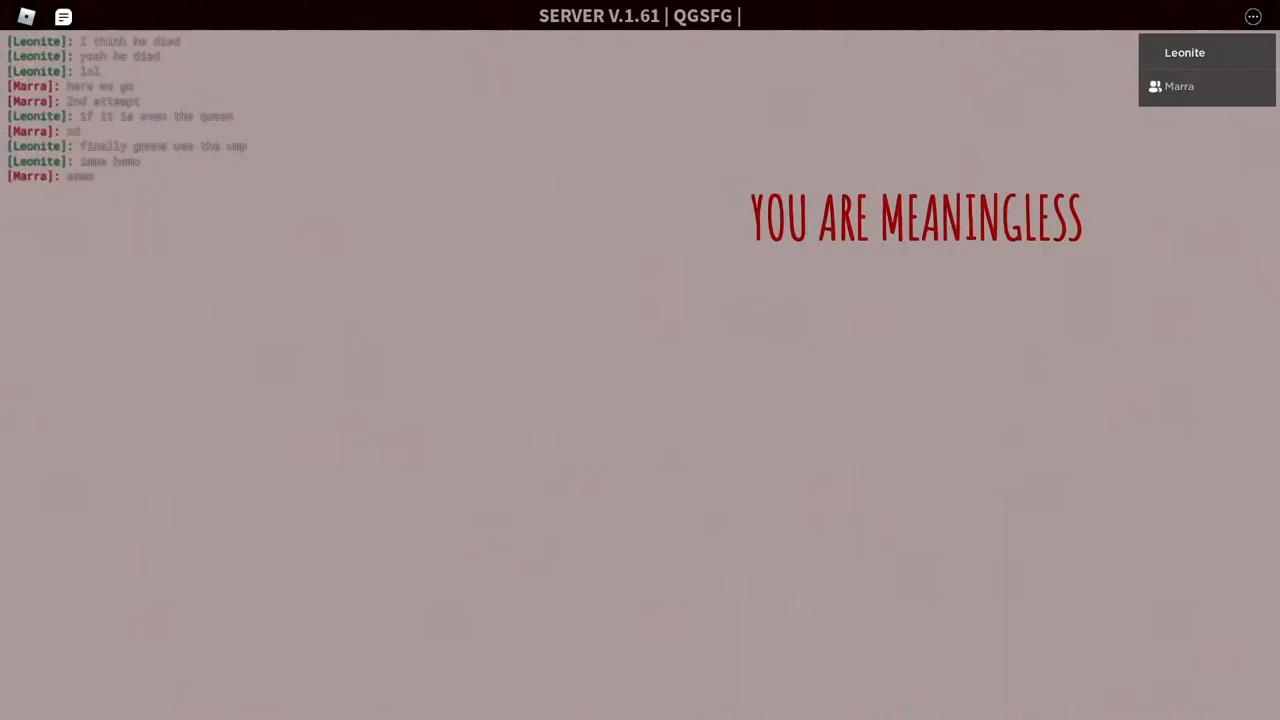 SERVER V.1.61 | QGSFG |
[Leonite]: I think he died
[Leonite]: yeah he died
[Leonite]: lol
[Marra]: here we go
[Marra]: 2nd attempt
[Leonite]: if it is even the queen
[Marra]: xd
[Leonite]: finally gonna use the ump
[Leonite]: imma hemo
[Marra]: same
Leonite
Marra
YOU ARE MEANINGLESS